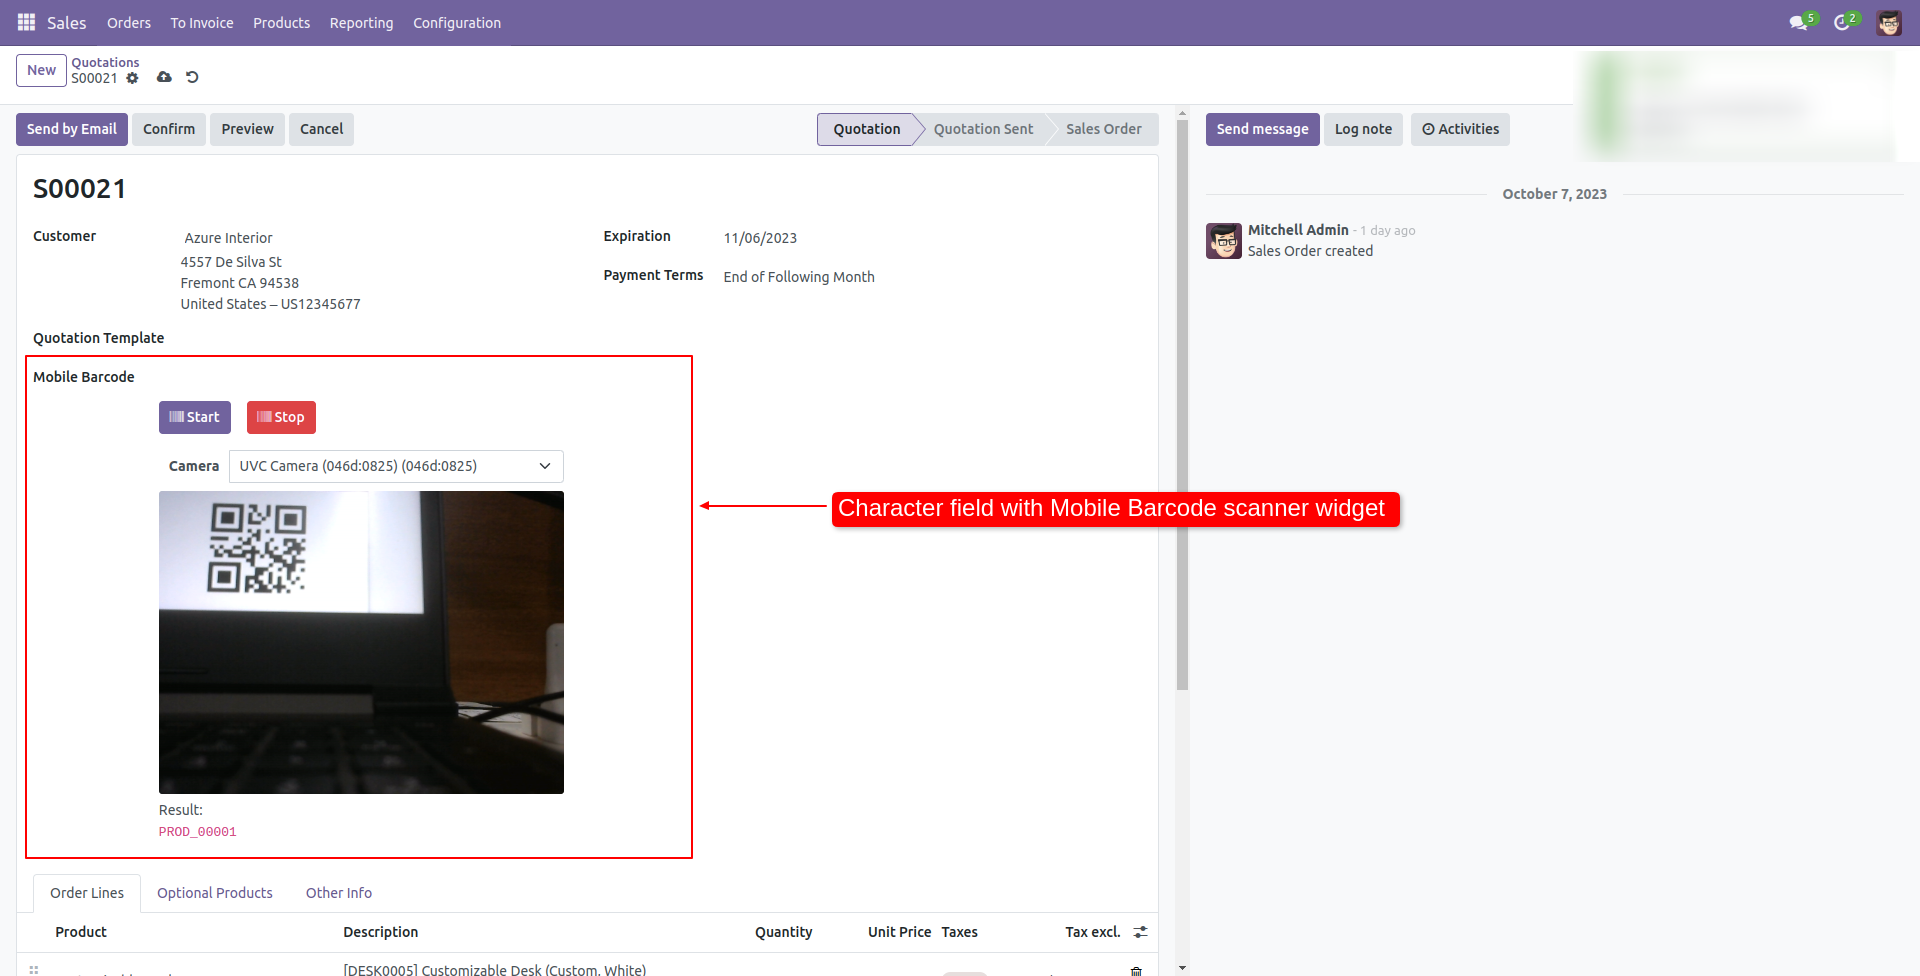 Sales Orders To Invoice Products Reporting Configuration 5 2
New Quotations
S00021
Send by Email Confirm Preview Cancel Quotation Quotation Sent Sales Order Send message Log note Activities
S00021
October 7, 2023
Customer Azure Interior
4557 De Silva St
Fremont CA 94538
United States – US12345677
Expiration 11/06/2023
Payment Terms End of Following Month
Mitchell Admin - 1 day ago
Sales Order created
Quotation Template
Mobile Barcode
Start Stop
Camera UVC Camera (046d:0825) (046d:0825)
Character field with Mobile Barcode scanner widget
Result:
PROD_00001
Order Lines Optional Products Other Info
Product Description Quantity Unit Price Taxes Tax excl.
[DESK0005] Customizable Desk (Custom, White)